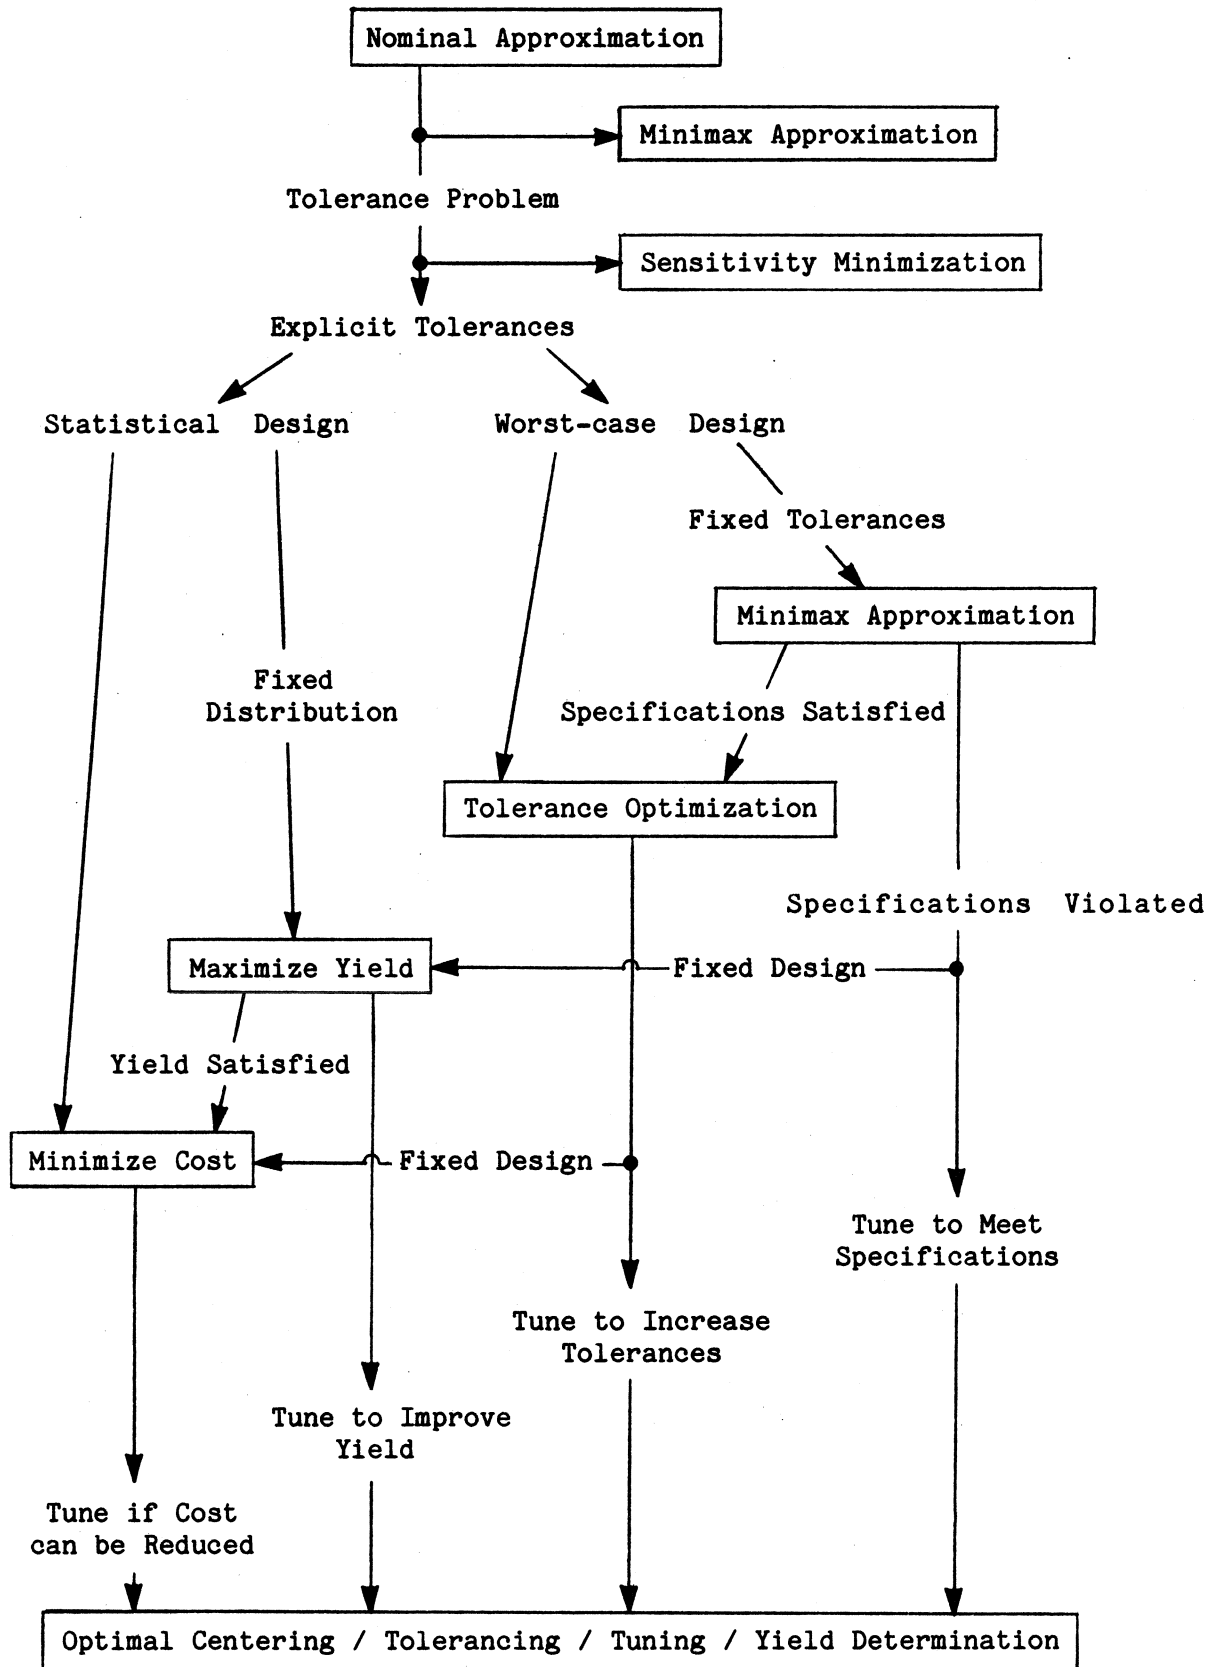 Nominal Approximation
Minimax Approximation
Tolerance Problem
Sensitivity Minimization
Explicit Tolerances
Statistical Design
Worst-case Design
Fixed Tolerances
Minimax Approximation
Fixed
Distribution
Specifications Satisfied
Tolerance Optimization
Specifications Violated
Maximize Yield
Fixed Design
Yield Satisfied
Minimize Cost
Fixed Design
Tune to Meet
Specifications
Tune to Increase
Tolerances
Tune to Improve
Yield
Tune if Cost
can be Reduced
Optimal Centering / Tolerancing / Tuning / Yield Determination